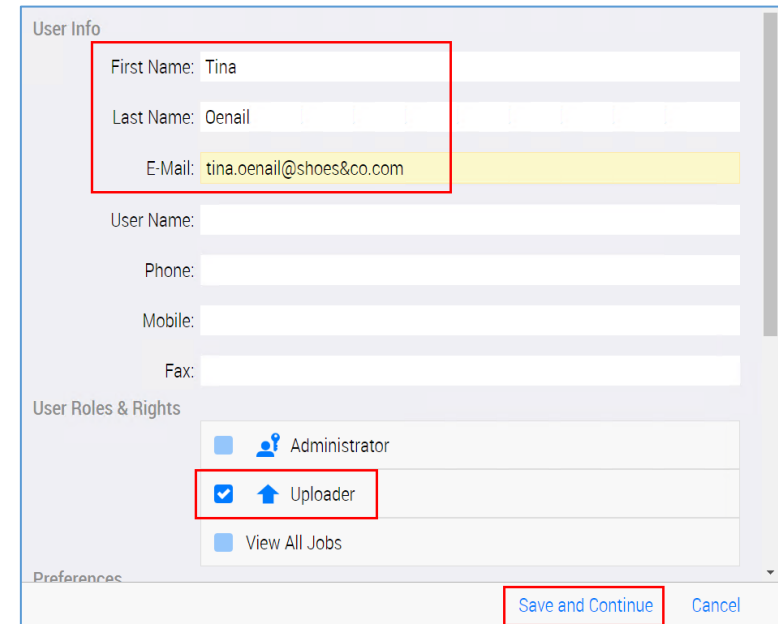 User Info
First Name: Tina
Last Name: Oenail
E-Mail: tina.oenail@shoes&co.com
User Name:
Phone:
Mobile:
Fax:
User Roles & Rights
Administrator
Uploader
View All Jobs
Preferences
Save and Continue Cancel